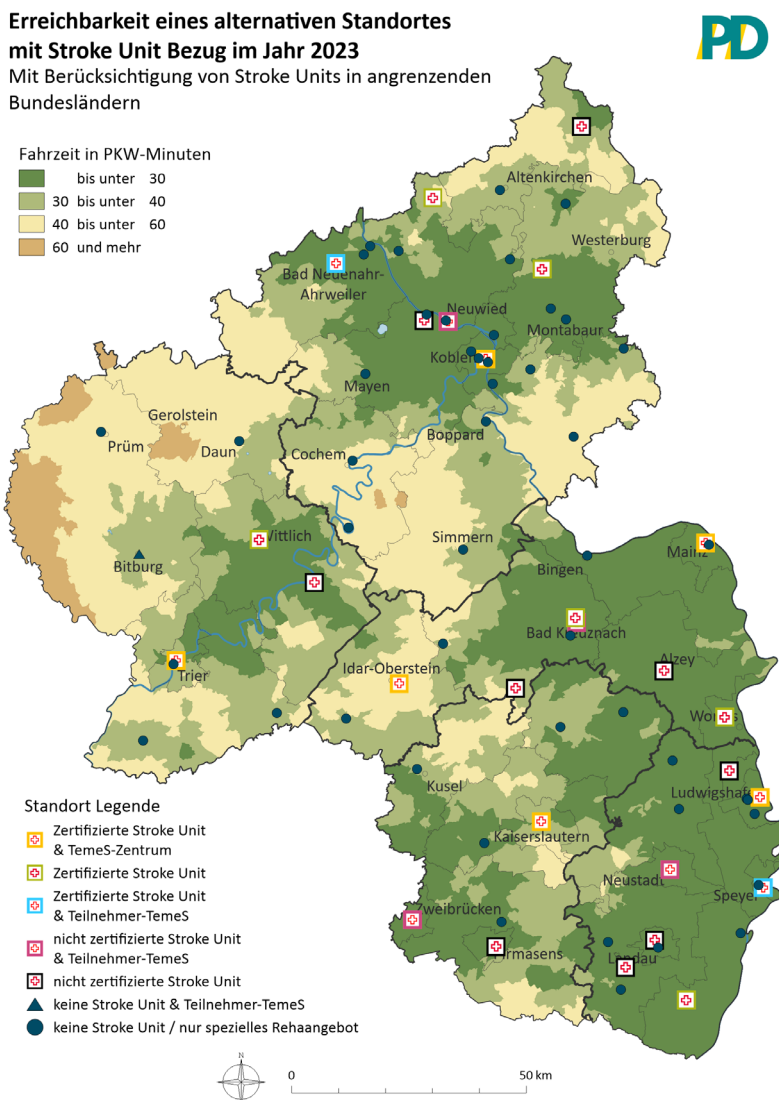 Erreichbarkeit eines alternativen Standortes
mit Stroke Unit Bezug im Jahr 2023
Mit Berücksichtigung von Stroke Units in angrenzenden
Bundesländern
PD
Fahrzeit in PKW-Minuten
bis unter 30
30 bis unter 40
40 bis unter 60
60 und mehr
Altenkirchen
Westerburg
Bad Neuenahr-
Ahrweiler
Neuwied
Montabaur
Koblen
Mayen
Gerolstein
Prüm
Daun
Boppard
Cochem
Wittlich
Simmern
Mainz
Bitburg
Bingen
Bad Kreuznach
Idar-Oberstein
Alzey
Trier
Worms
Kusel
Ludwigshaf
Kaiserslautern
Neustadt
Speyer
Zweibrücken
Pirmasens
Landau
Standort Legende
Zertifizierte Stroke Unit
& TemeS-Zentrum
Zertifizierte Stroke Unit
Zertifizierte Stroke Unit
& Teilnehmer-TemeS
nicht zertifizierte Stroke Unit
& Teilnehmer-TemeS
nicht zertifizierte Stroke Unit
keine Stroke Unit & Teilnehmer-TemeS
keine Stroke Unit / nur spezielles Rehaangebot
N
0 50 km